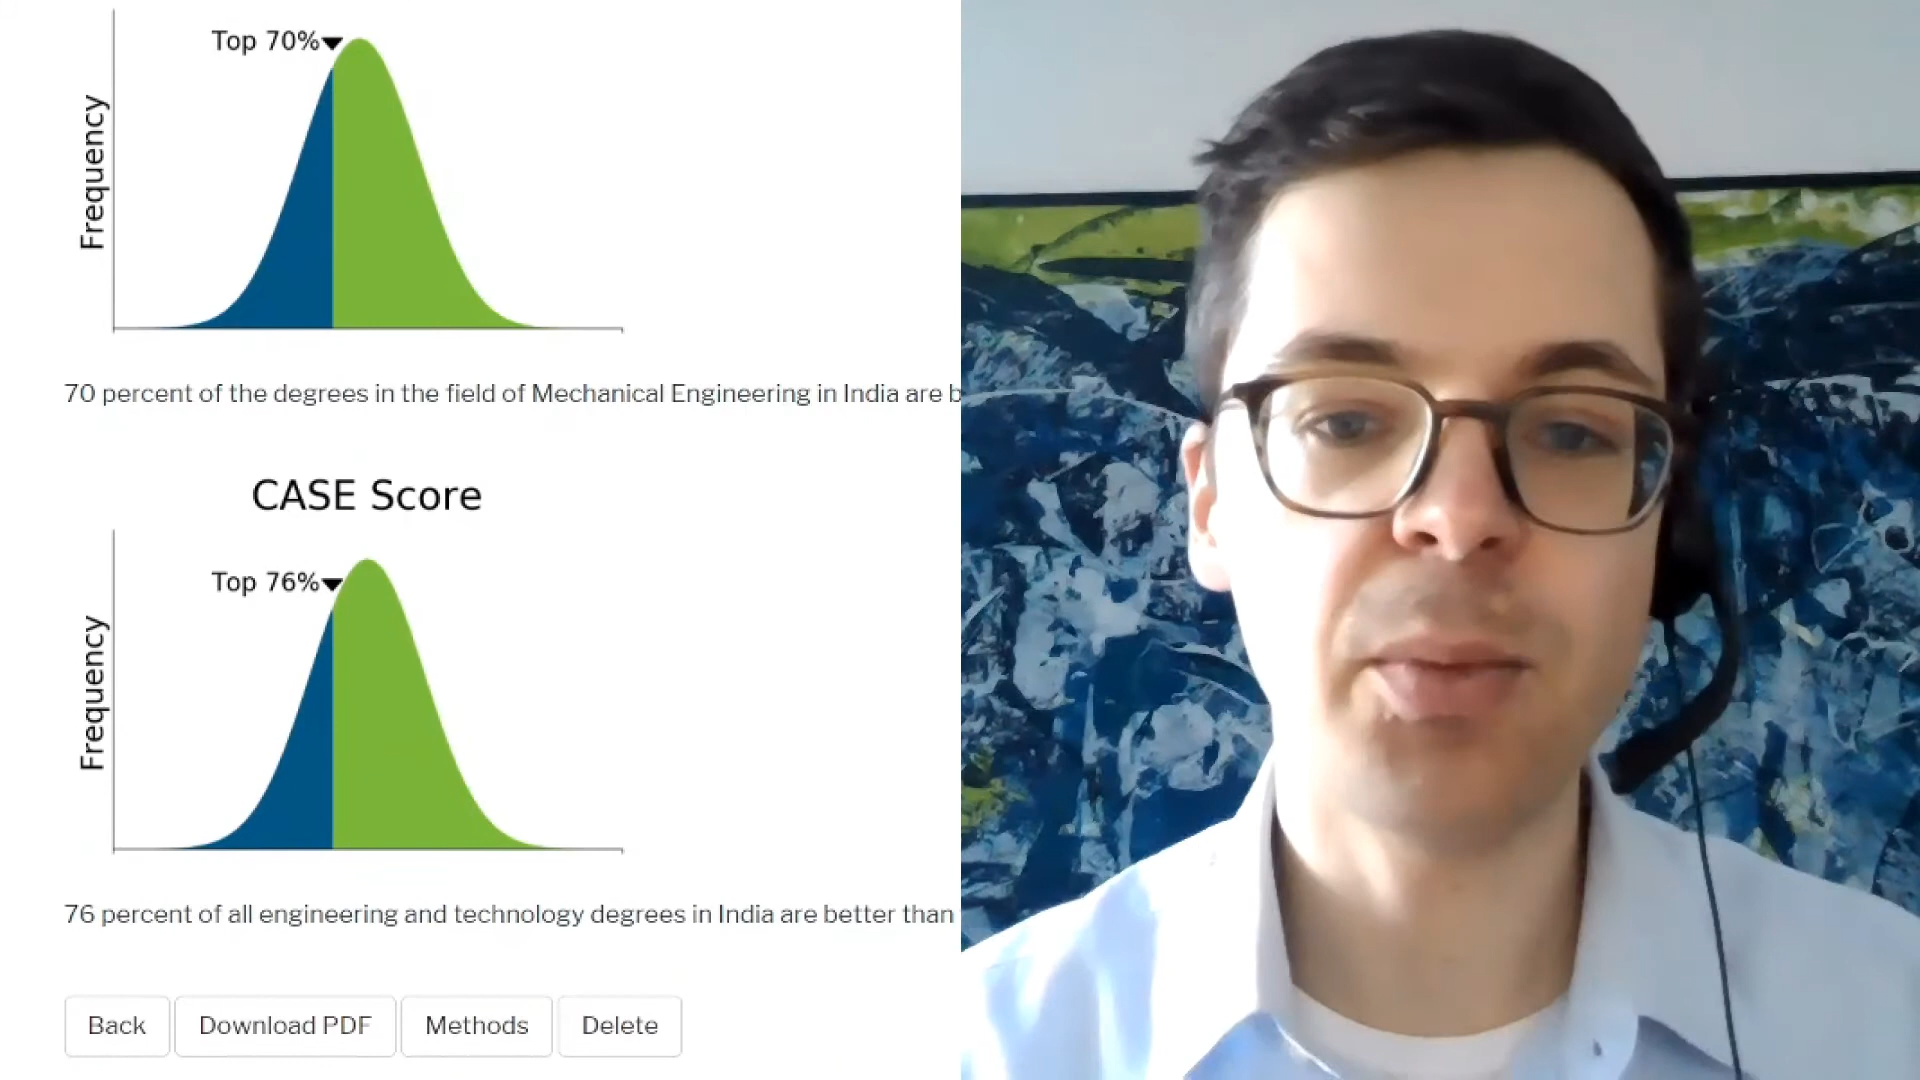 Top 70%
Frequency
70 percent of the degrees in the field of Mechanical Engineering in India are
CASE Score
Top 76%
Frequency
76 percent of all engineering and technology degrees in India are better than
Back
Download PDF
Methods
Delete